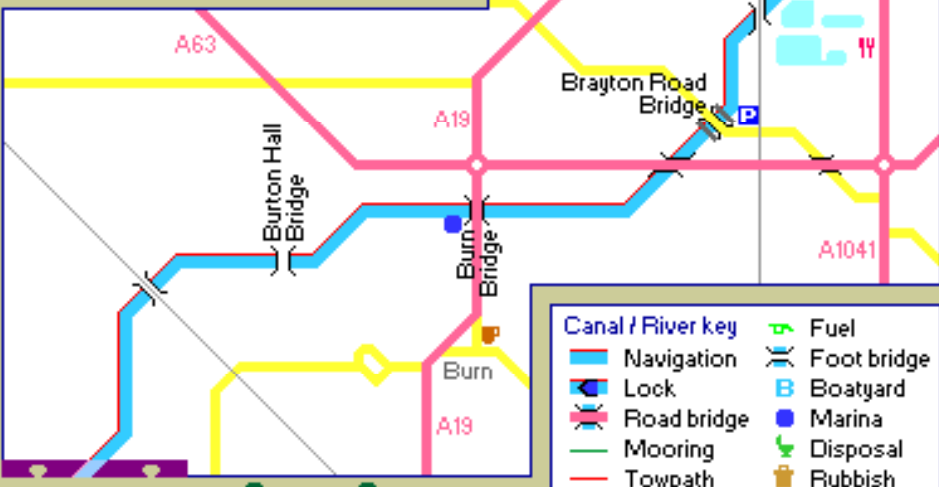 A63
A19
Brayton Road
Bridge
P
Burton Hall
Bridge
Burn
Bridge
A1041
Burn
A19
Canal / River key
Navigation
Lock
Road bridge
Mooring
Towpath
Fuel
Foot bridge
B Boatyard
Marina
Disposal
Rubbish